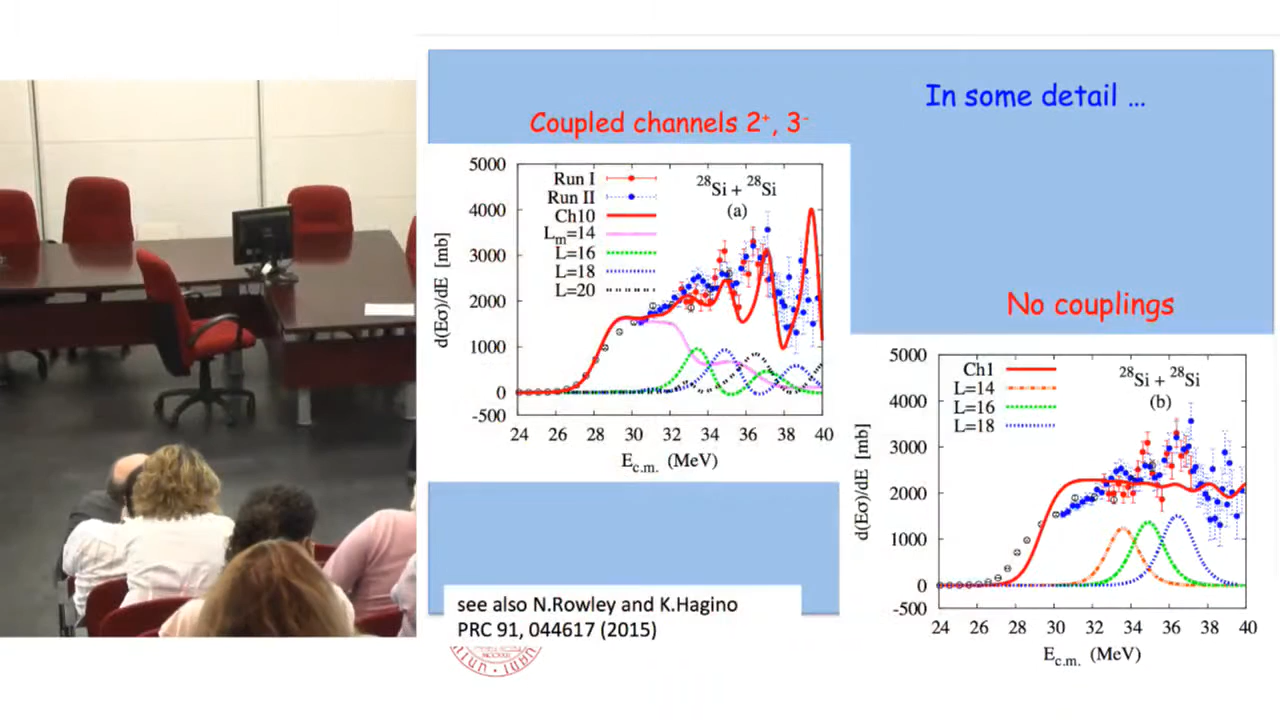 In some detail ...
Coupled channels 2⁺, 3⁻
5000
4000
3000
2000
1000
0
-500
d(Eσ)/dE [mb]
Run I
Run II
Ch10
Lₘ=14
L=16
L=18
L=20
²⁸Si + ²⁸Si
(a)
24 26 28 30 32 34 36 38 40
E_c.m. (MeV)
No couplings
5000
4000
3000
2000
1000
0
-500
d(Eσ)/dE [mb]
Ch1
L=14
L=16
L=18
²⁸Si + ²⁸Si
(b)
24 26 28 30 32 34 36 38 40
E_c.m. (MeV)
see also N.Rowley and K.Hagino
PRC 91, 044617 (2015)